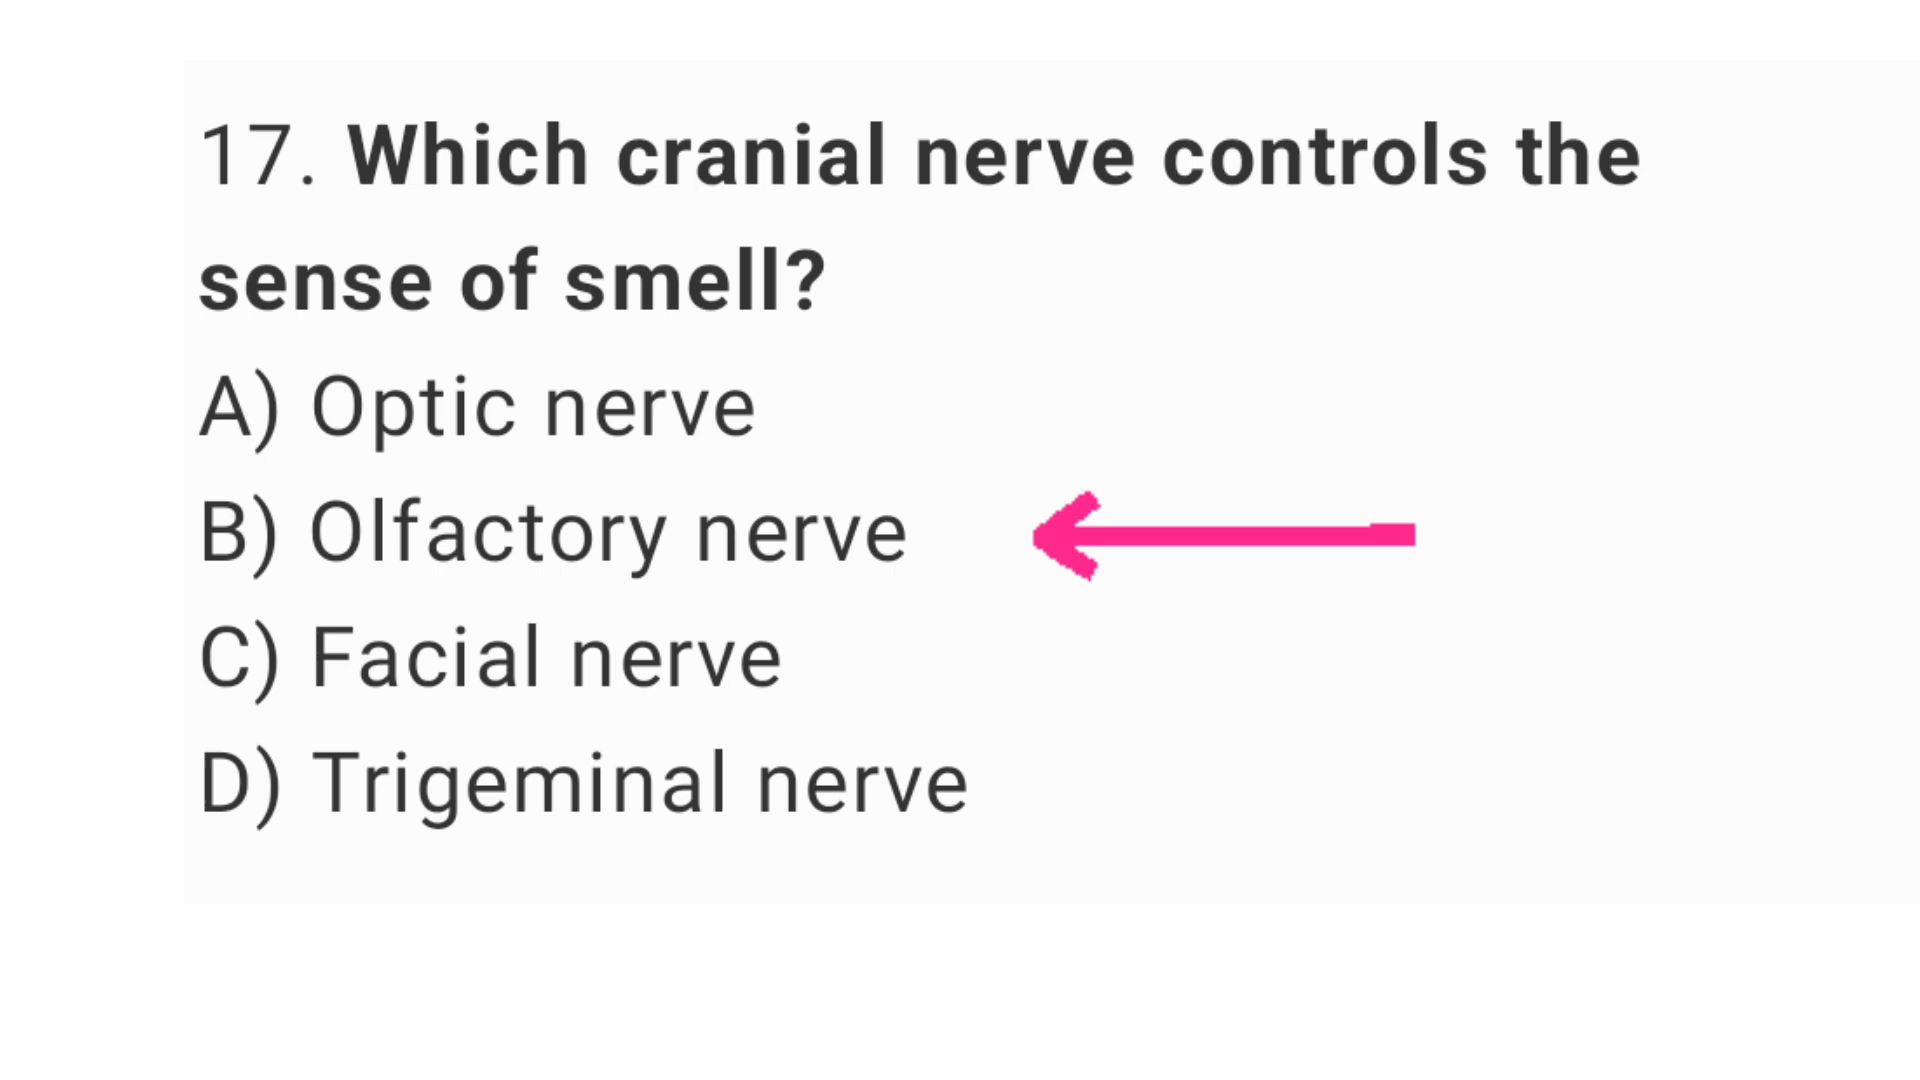 17. Which cranial nerve controls the
sense of smell?
A) Optic nerve
B) Olfactory nerve
C) Facial nerve
D) Trigeminal nerve